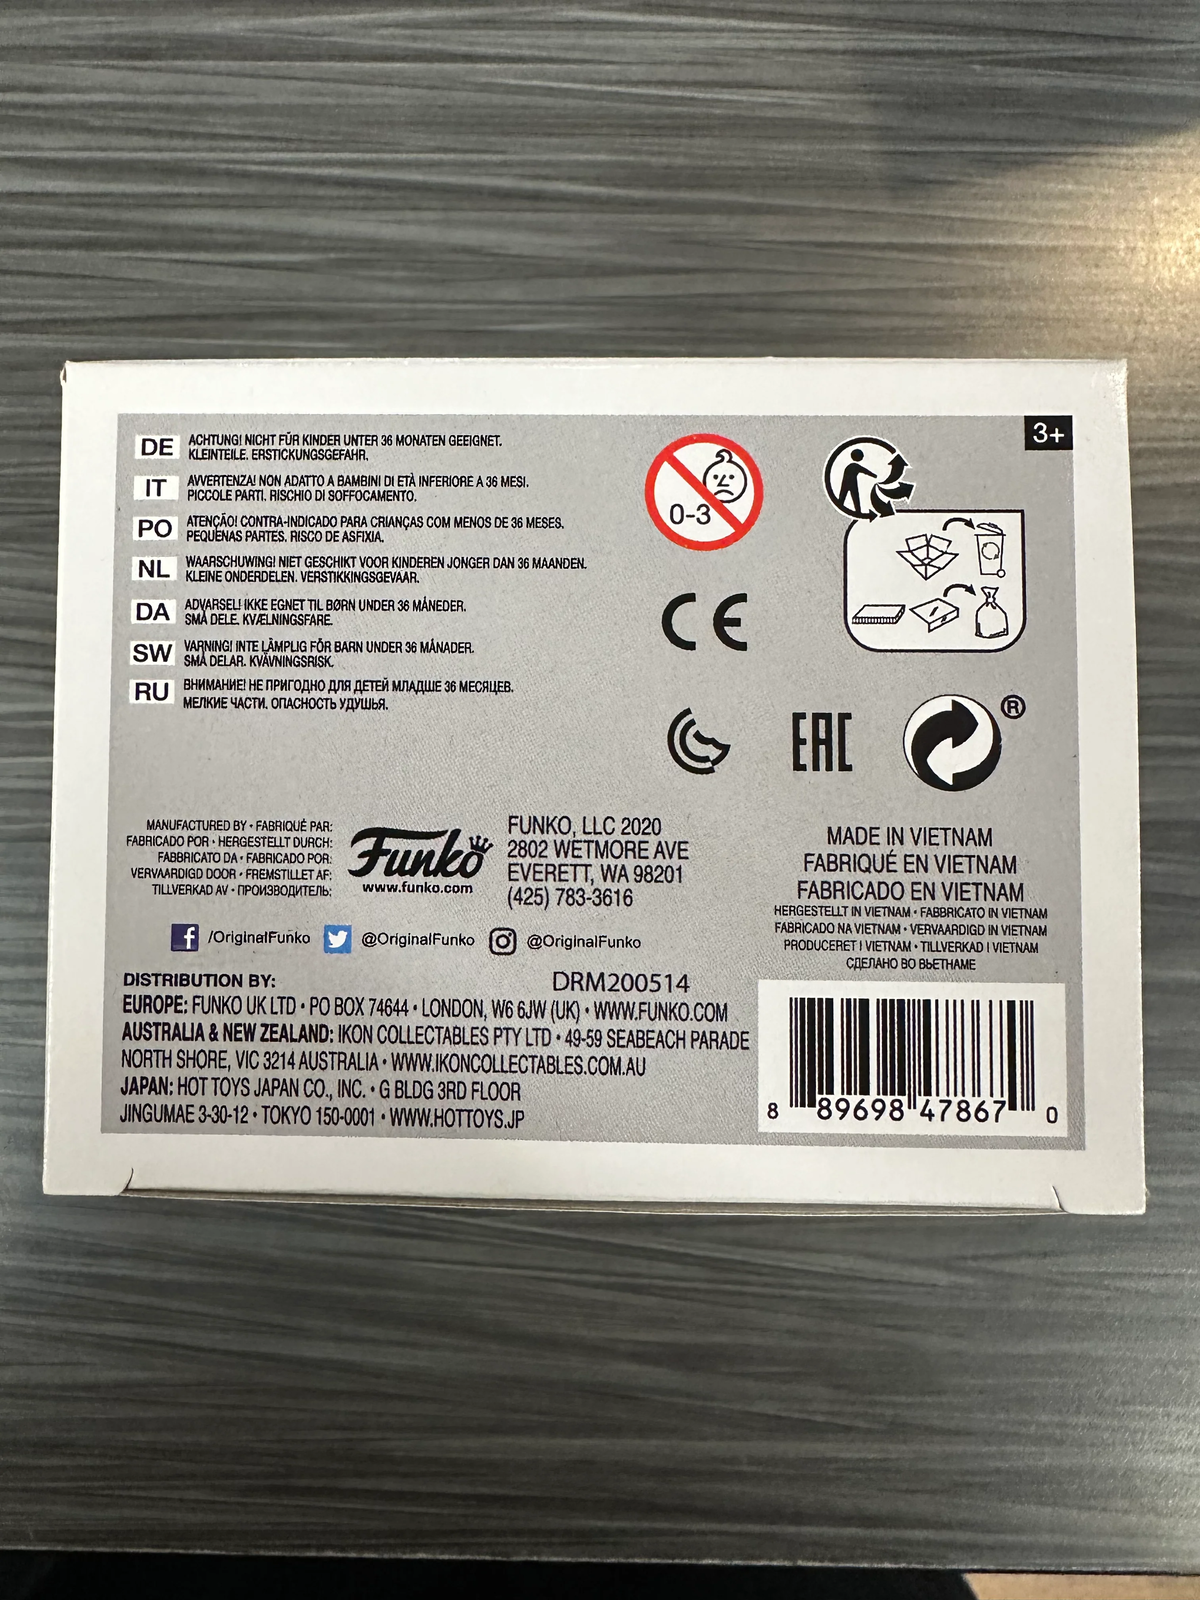 3+
DE ACHTUNG! NICHT FÜR KINDER UNTER 36 MONATEN GEEIGNET.
KLEINTEILE. ERSTICKUNGSGEFAHR.
IT AVVERTENZA! NON ADATTO A BAMBINI DI ETÀ INFERIORE A 36 MESI.
PICCOLE PARTI. RISCHIO DI SOFFOCAMENTO.
PO ATENÇÃO! CONTRA-INDICADO PARA CRIANÇAS COM MENOS DE 36 MESES.
PEQUENAS PARTES. RISCO DE ASFIXIA.
NL WAARSCHUWING! NIET GESCHIKT VOOR KINDEREN JONGER DAN 36 MAANDEN.
KLEINE ONDERDELEN. VERSTIKKINGSGEVAAR.
DA ADVARSEL! IKKE EGNET TIL BØRN UNDER 36 MÅNEDER.
SMÅ DELE. KVÆLNINGSFARE.
SW VARNING! INTE LÄMPLIG FÖR BARN UNDER 36 MÅNADER.
SMÅ DELAR. KVÄVNINGSRISK.
RU ВНИМАНИЕ! НЕ ПРИГОДНО ДЛЯ ДЕТЕЙ МЛАДШЕ 36 МЕСЯЦЕВ.
МЕЛКИЕ ЧАСТИ. ОПАСНОСТЬ УДУШЬЯ.
0-3
CE
EAC
®
MANUFACTURED BY • FABRIQUÉ PAR:
FABRICADO POR • HERGESTELLT DURCH:
FABBRICATO DA • FABRICADO POR:
VERVAARDIGD DOOR • FREMSTILLET AF:
TILLVERKAD AV • ПРОИЗВОДИТЕЛЬ:
Funko
www.funko.com
FUNKO, LLC 2020
2802 WETMORE AVE
EVERETT, WA 98201
(425) 783-3616
MADE IN VIETNAM
FABRIQUÉ EN VIETNAM
FABRICADO EN VIETNAM
HERGESTELLT IN VIETNAM • FABBRICATO IN VIETNAM
FABRICADO NA VIETNAM • VERVAARDIGD IN VIETNAM
PRODUCERET I VIETNAM • TILLVERKAD I VIETNAM
СДЕЛАНО ВО ВЬЕТНАМЕ
/OriginalFunko @OriginalFunko @OriginalFunko
DISTRIBUTION BY: DRM200514
EUROPE: FUNKO UK LTD • PO BOX 74644 • LONDON, W6 6JW (UK) • WWW.FUNKO.COM
AUSTRALIA & NEW ZEALAND: IKON COLLECTABLES PTY LTD • 49-59 SEABEACH PARADE
NORTH SHORE, VIC 3214 AUSTRALIA • WWW.IKONCOLLECTABLES.COM.AU
JAPAN: HOT TOYS JAPAN CO., INC. • G BLDG 3RD FLOOR
JINGUMAE 3-30-12 • TOKYO 150-0001 • WWW.HOTTOYS.JP
8 89698 47867 0